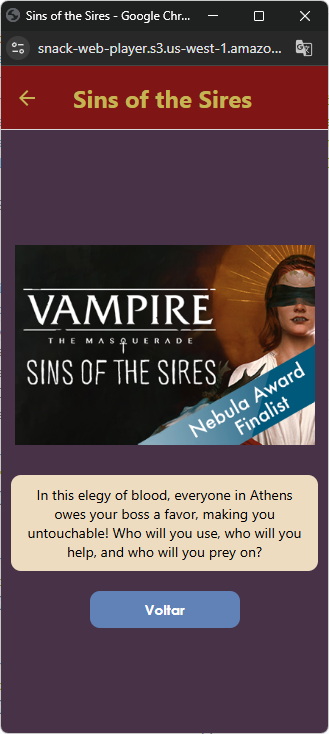 Sins of the Sires - Google Chr...
snack-web-player.s3.us-west-1.amazo...
Sins of the Sires
VAMPIRE
THE MASQUERADE
SINS OF THE SIRES
Nebula Award
Finalist
In this elegy of blood, everyone in Athens
owes your boss a favor, making you
untouchable! Who will you use, who will you
help, and who will you prey on?
Voltar